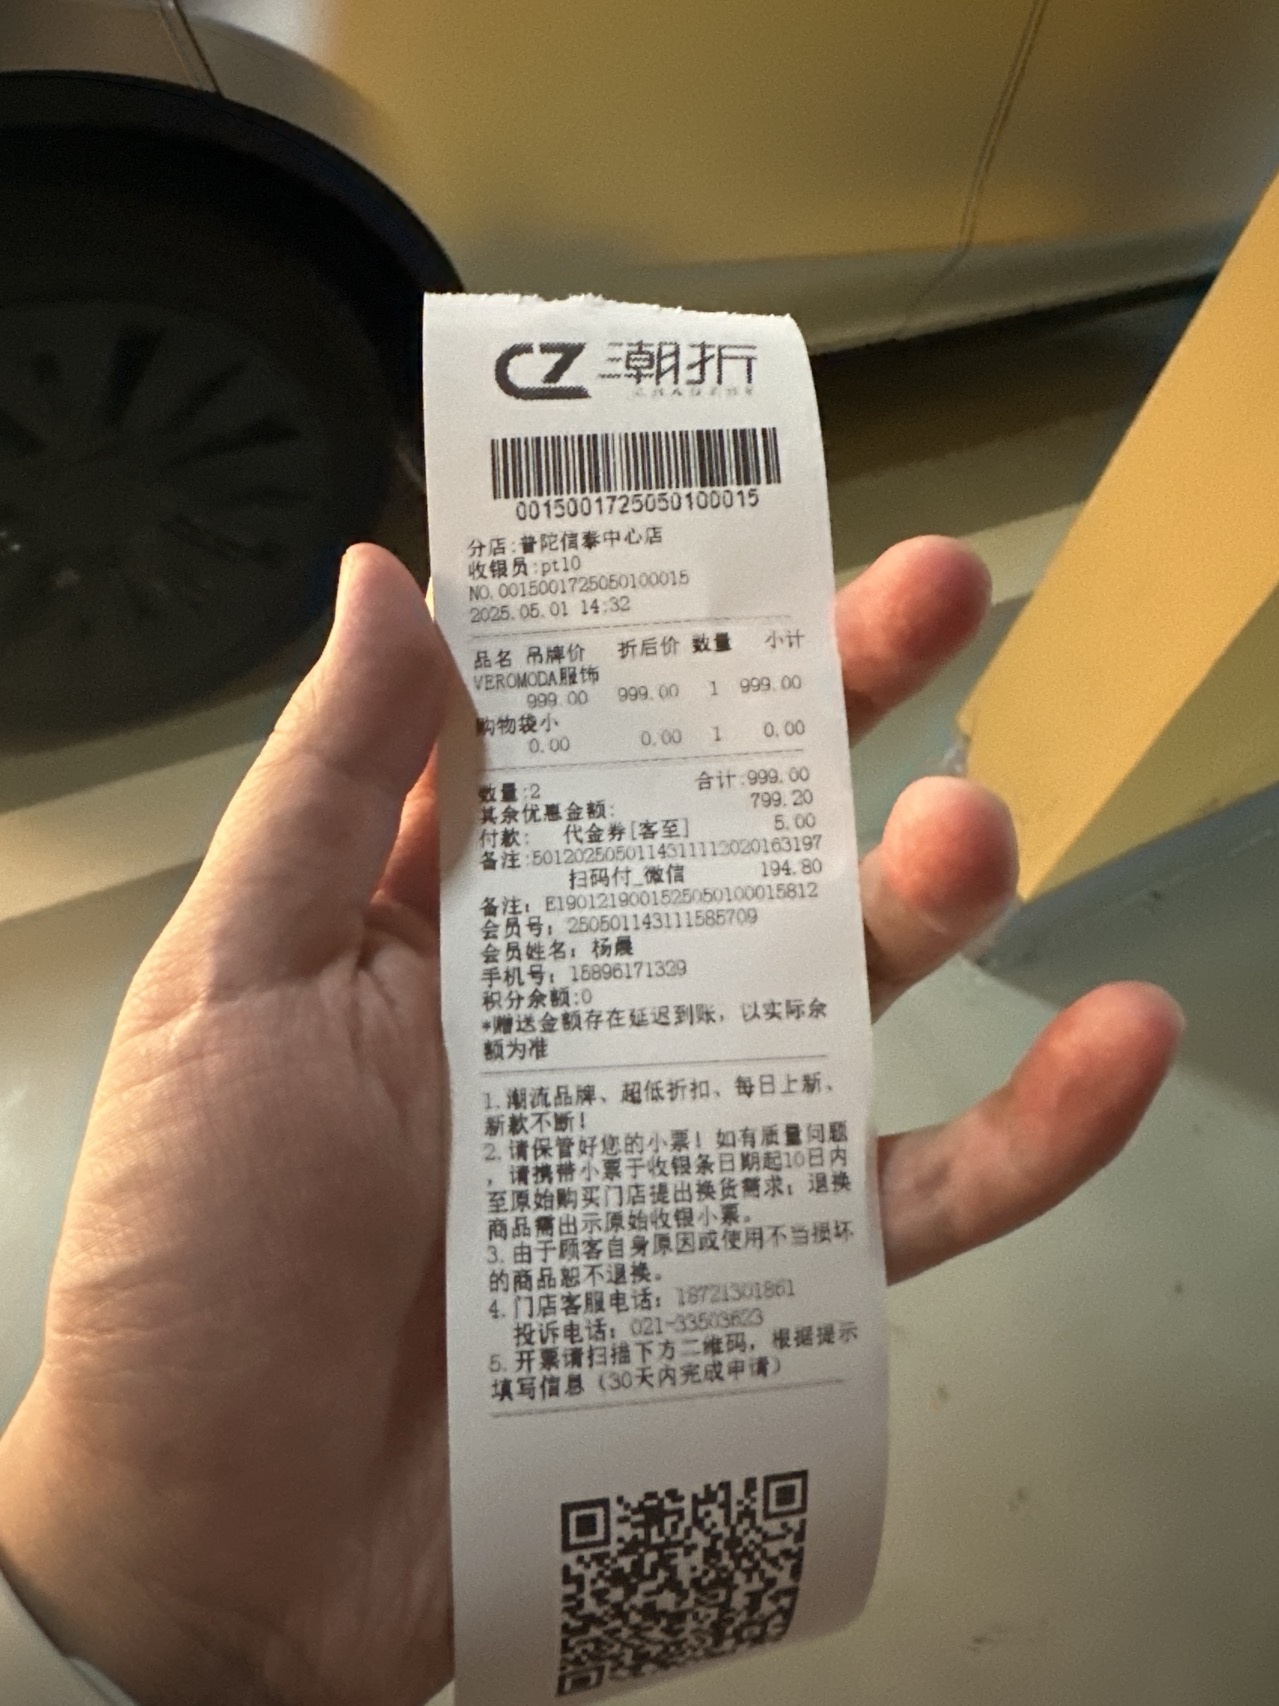 CZ 潮折
0015001725050100015
分店:普陀信泰中心店
收银员:pt10
NO.0015001725050100015
2025.05.01 14:32
品名 吊牌价 折后价 数量 小计
VEROMODA服饰
999.00 999.00 1 999.00
购物袋小
0.00 0.00 1 0.00
数量:2 合计:999.00
其余优惠金额: 799.20
付款: 代金券[客至] 5.00
备注:501202505011431111302016319​7
扫码付_微信 194.80
备注: E19012190015250501000158​12
会员号: 250501143111585709
会员姓名: 杨晨
手机号: 15896171329
积分余额:0
*赠送金额存在延迟到账, 以实际余
额为准
1.潮流品牌、超低折扣、每日上新、
新款不断!
2.请保管好您的小票! 如有质量问题
, 请携带小票于收银条日期起10日内
至原始购买门店提出换货需求; 退换
商品需出示原始收银小票。
3.由于顾客自身原因或使用不当损坏
的商品恕不退换。
4.门店客服电话: 18721301861
投诉电话: 021-33503623
5.开票请扫描下方二维码, 根据提示
填写信息 (30天内完成申请)